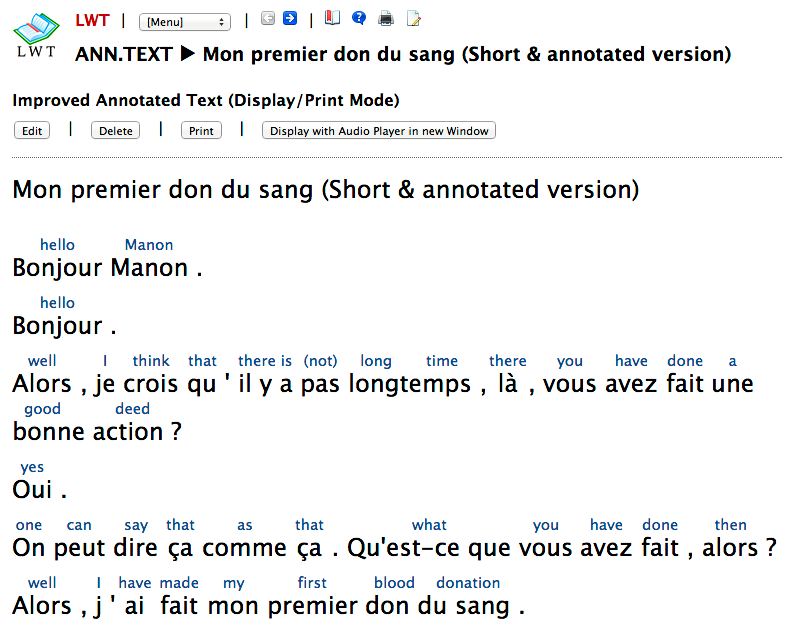 LWT | [Menu] | |
LWT
ANN.TEXT ▶ Mon premier don du sang (Short & annotated version)
Improved Annotated Text (Display/Print Mode)
Edit | Delete | Print | Display with Audio Player in new Window
Mon premier don du sang (Short & annotated version)
hello Manon
Bonjour Manon .
hello
Bonjour .
well I think that there is (not) long time there you have done a
Alors , je crois qu ' il y a pas longtemps , là , vous avez fait une
good deed
bonne action ?
yes
Oui .
one can say that as that what you have done then
On peut dire ça comme ça . Qu'est-ce que vous avez fait , alors ?
well I have made my first blood donation
Alors , j ' ai fait mon premier don du sang .